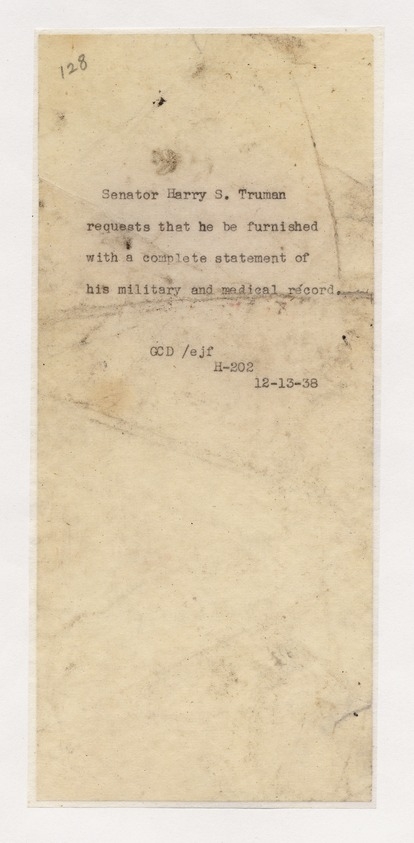 128
Senator Harry S. Truman
requests that he be furnished
with a complete statement of
his military and medical record.
GCD /ejf
H-202
12-13-38